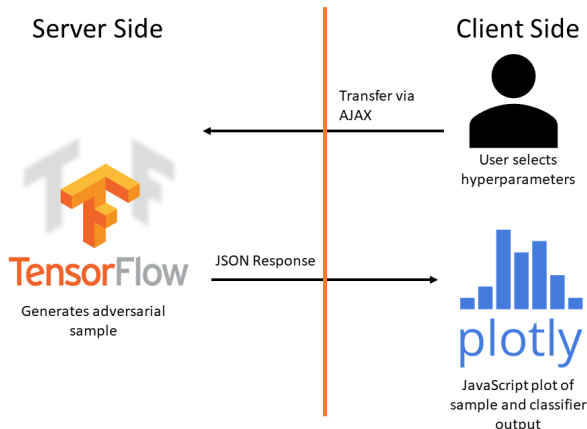 Server Side
Client Side
Transfer via
AJAX
User selects
hyperparameters
TensorFlow
JSON Response
Generates adversarial
sample
plotly
JavaScript plot of
sample and classifier
output